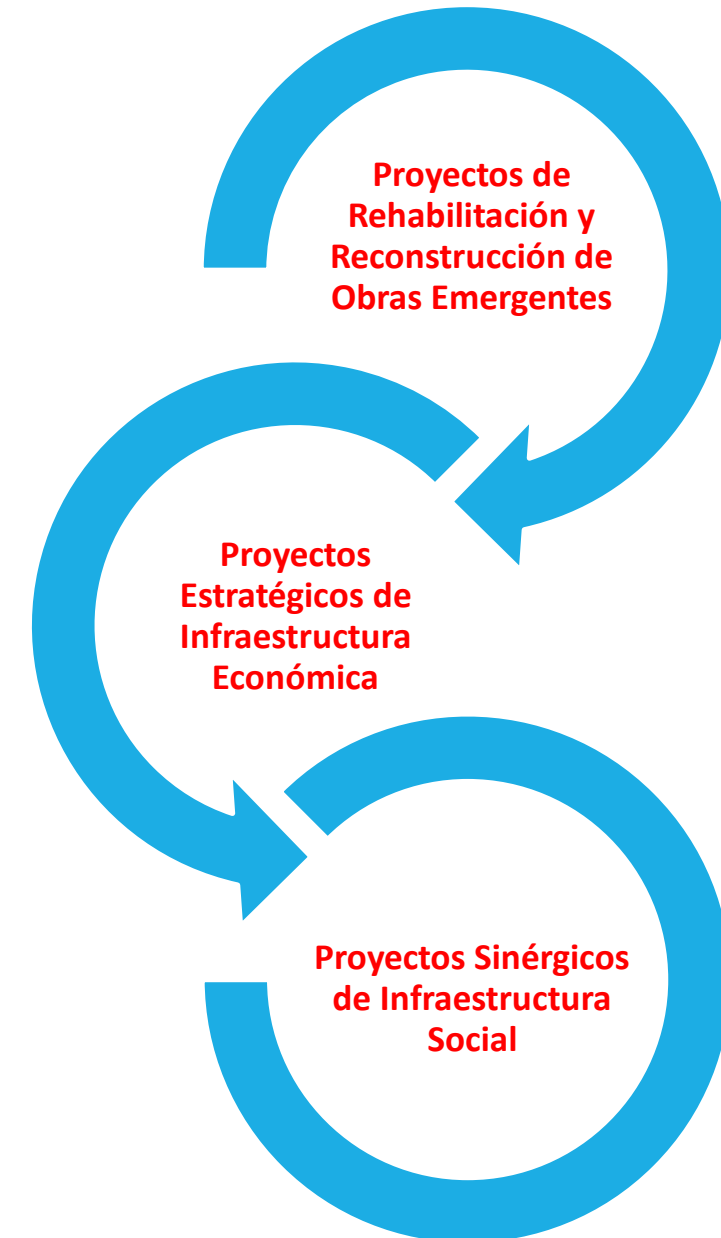 Proyectos de
Rehabilitación y
Reconstrucción de
Obras Emergentes
Proyectos
Estratégicos de
Infraestructura
Económica
Proyectos Sinérgicos
de Infraestructura
Social